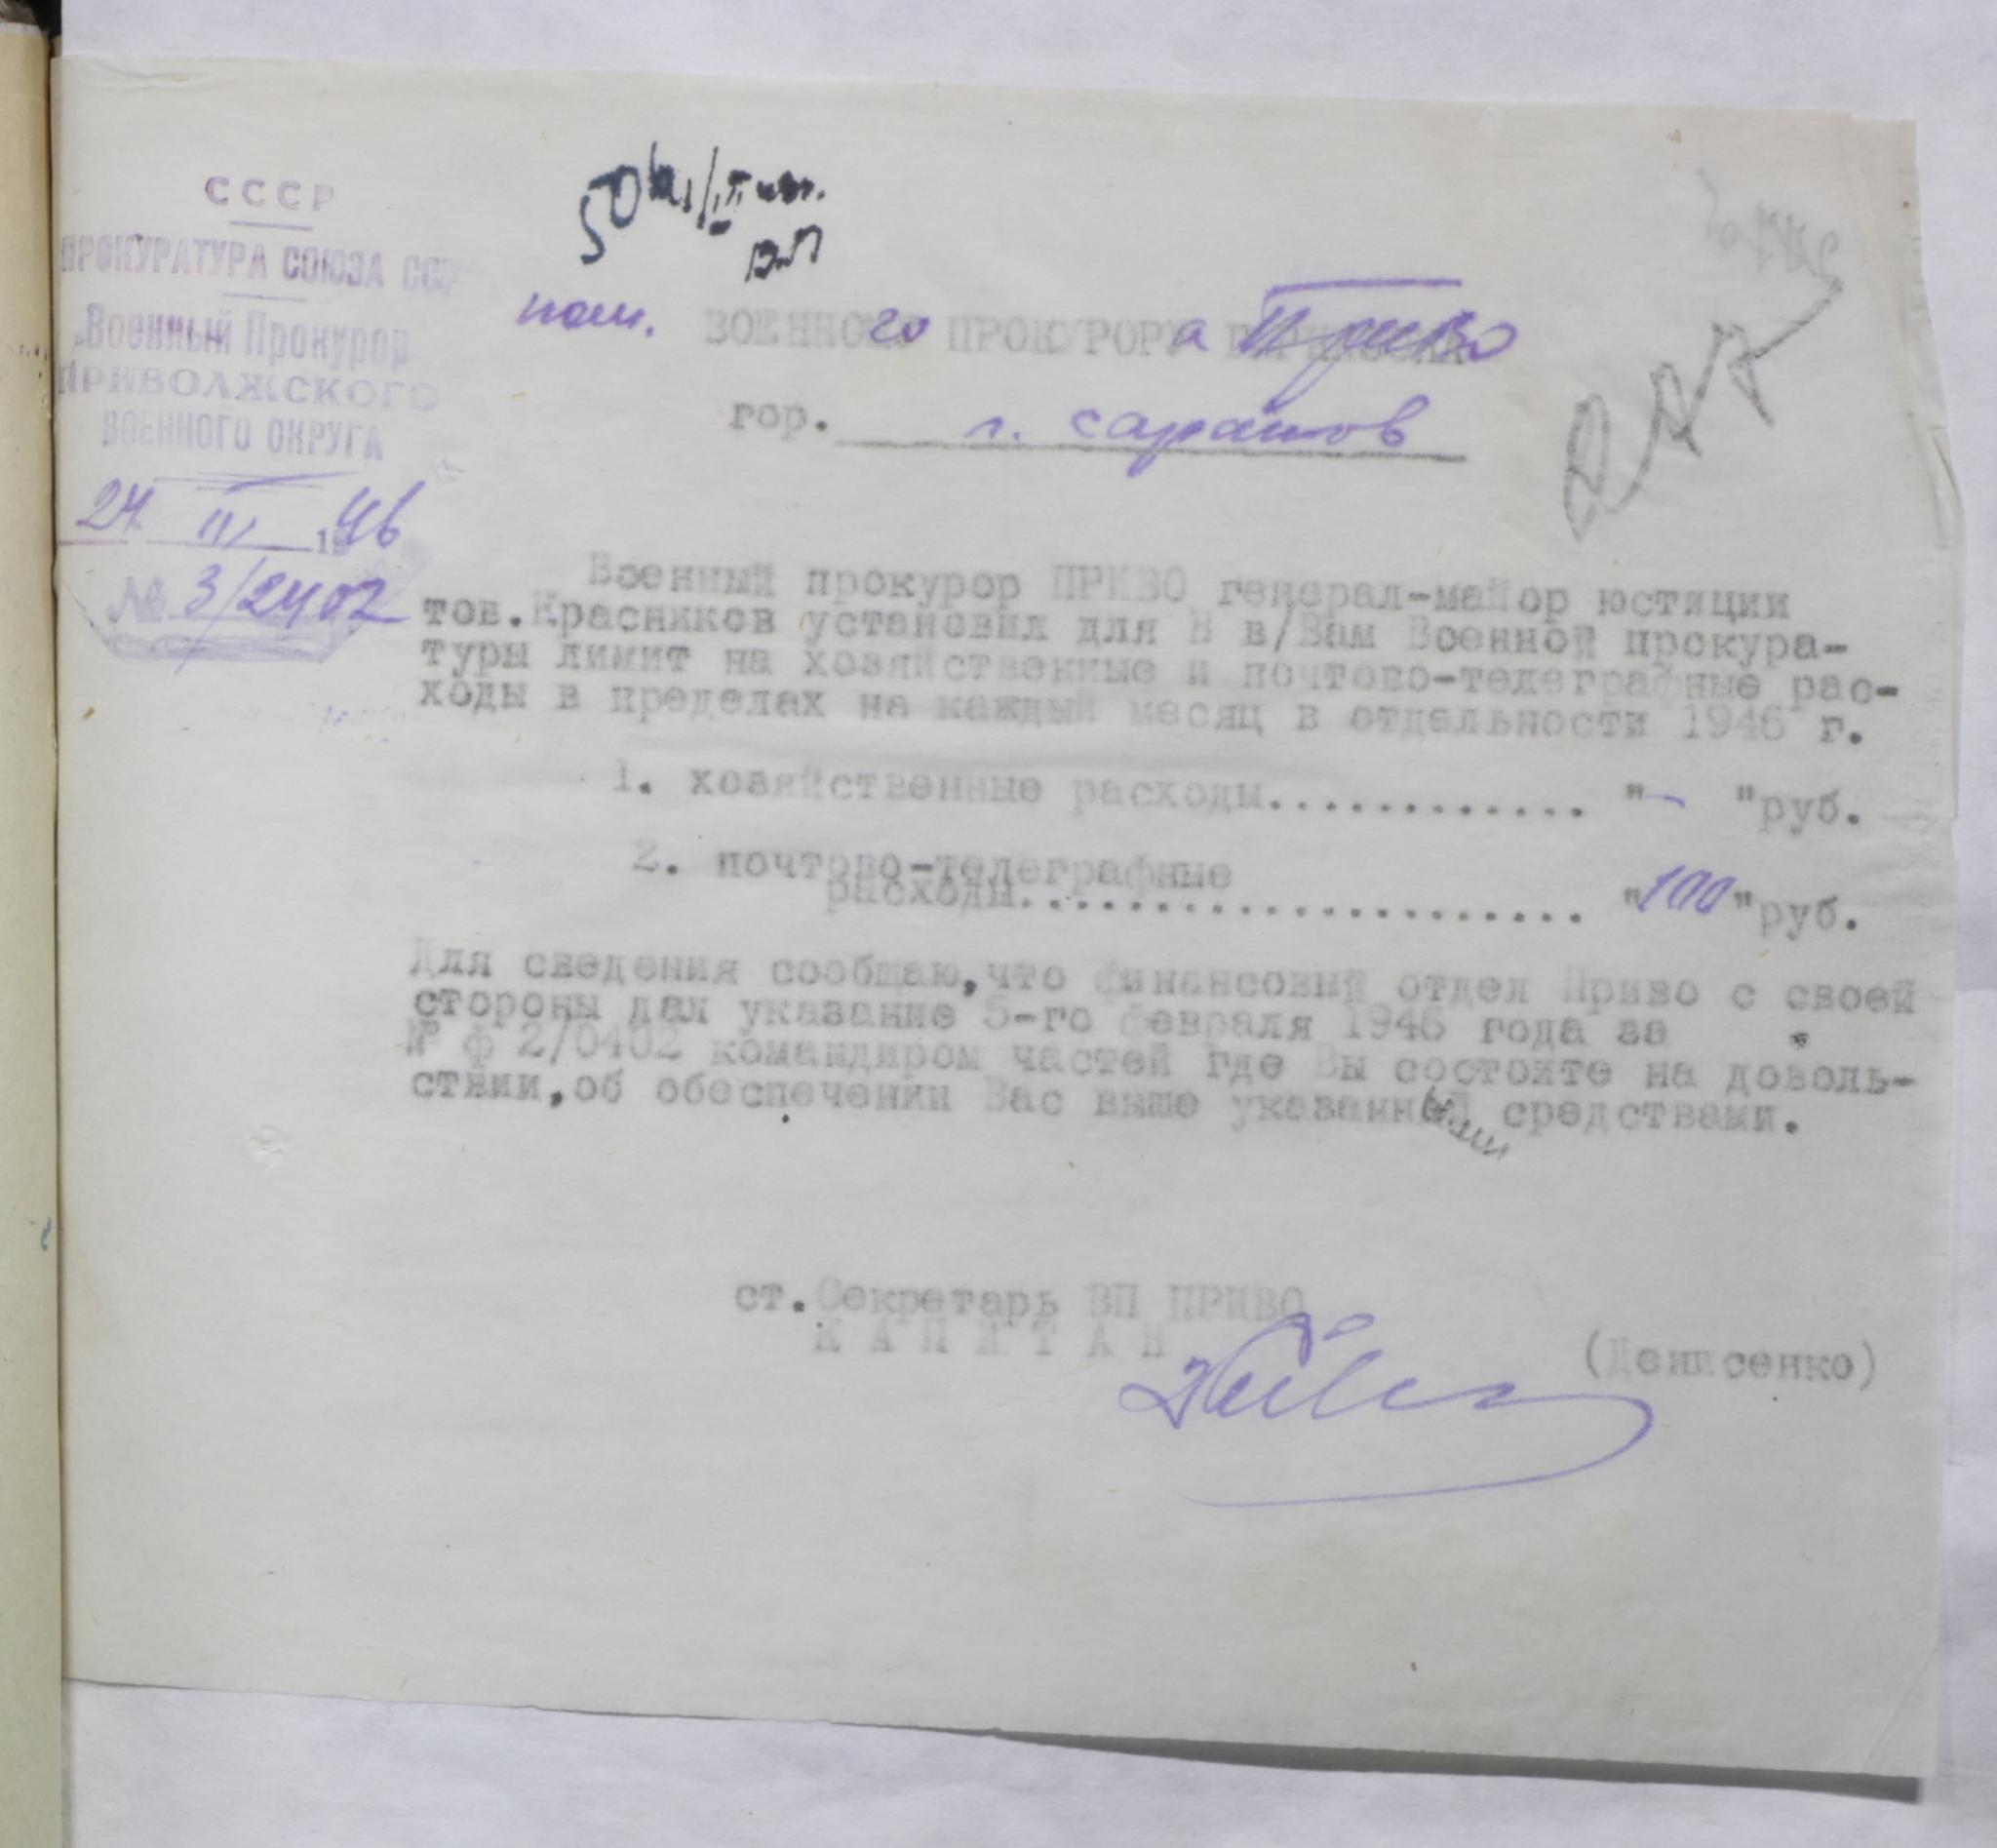 СССР
ПРОКУРАТУРА СОЮЗА ССР
Военный Прокурор
ПРИВОЛЖСКОГО
ВОЕННОГО ОКРУГА
24 III 1946
№ 3/2402
пом. ВОЕННОго ПРОКУРОРа Приво
гор. г. саратов
Военный прокурор ПРИВО генерал-майор юстиции
тов.Красников установил для В в/Вам Военной прокура-
туры лимит на хозяйственные и почтово-телеграфные рас-
ходы в пределах на каждый месяц в отдельности 1946 г.
1. хозяйственные расходы............. "- "руб.
2. почтово-телеграфные
расходы..................... "100"руб.
Для сведения сообщаю,что финансовый отдел Приво с своей
стороны дал указание 5-го февраля 1946 года за
№ ф 2/0402 командиром частей где Вы состоите на доволь-
ствии,об обеспечении Вас выше указанными средствами.
ст.Секретарь ВП ПРИВО
КАПИТАН
(Денисенко)